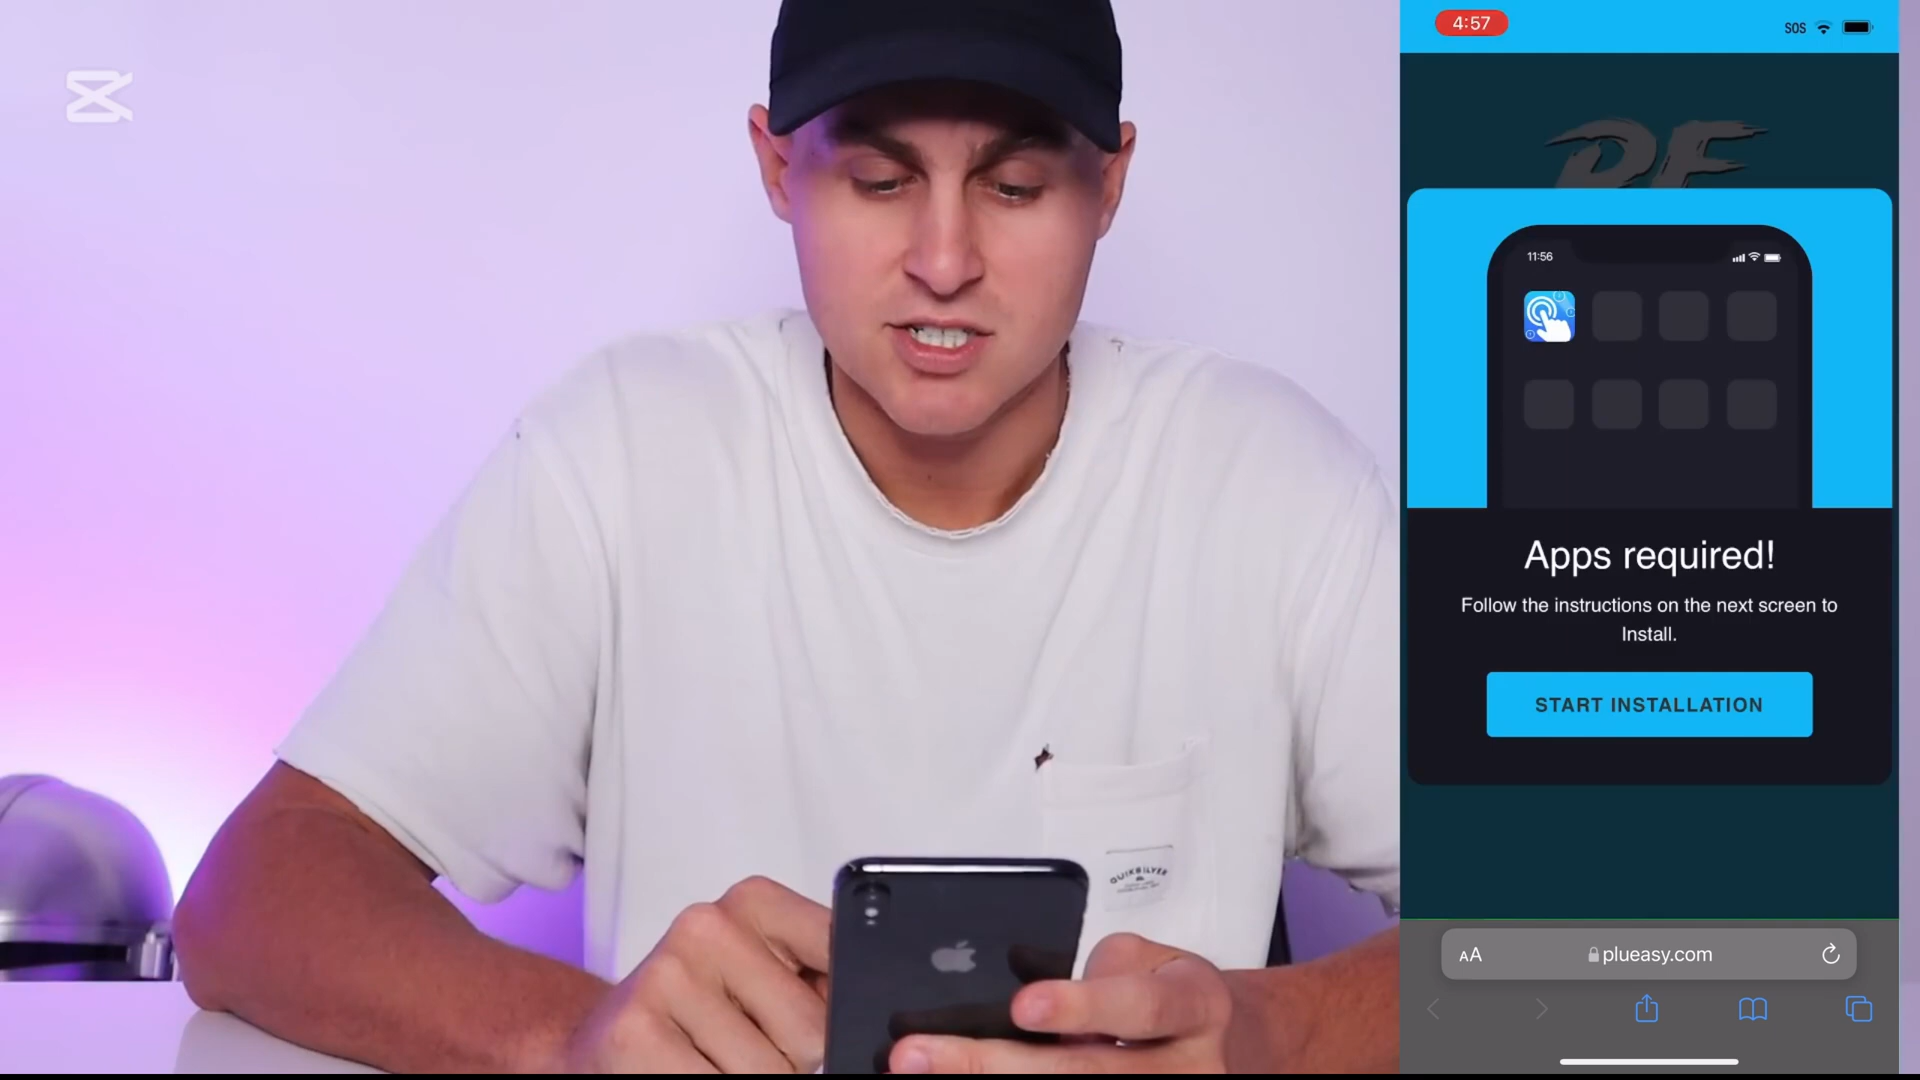 4:57
SOS
11:56
Apps required!
Follow the instructions on the next screen to
Install.
START INSTALLATION
AA
plueasy.com
QUIKSILVER